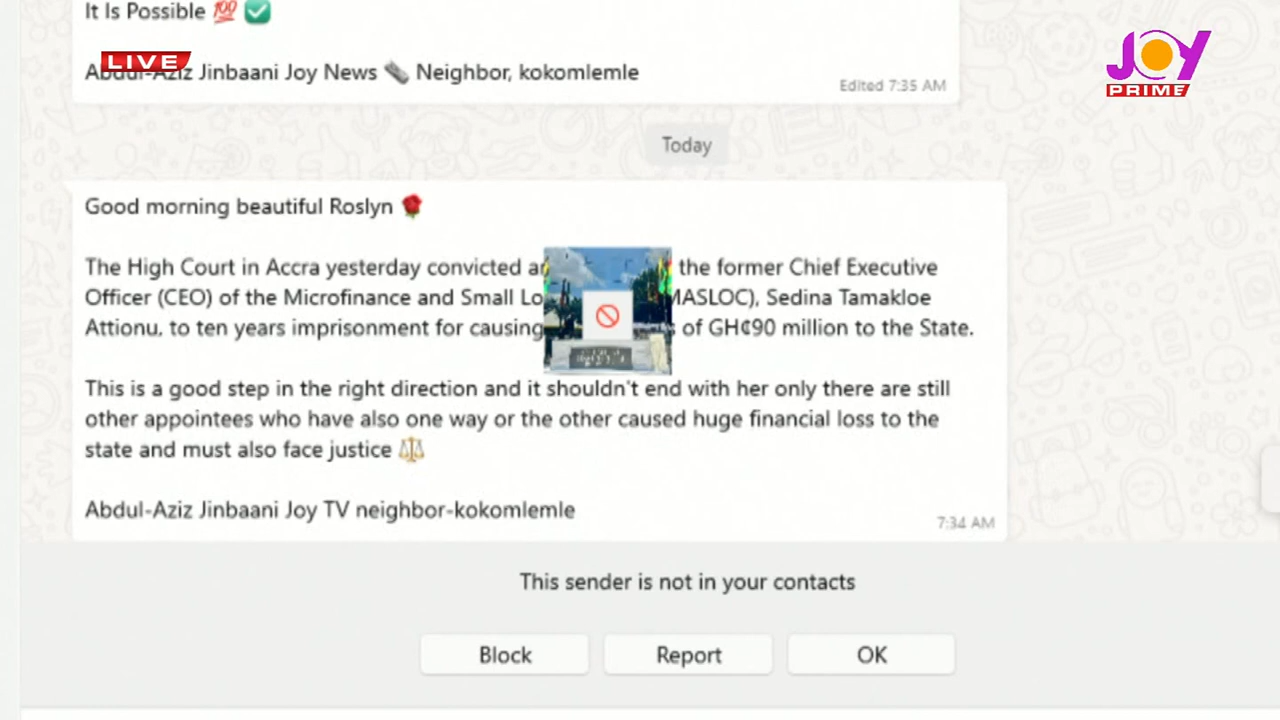 It Is Possible 💯 ✅
LIVE
JOY
PRIME
Abdul-Aziz Jinbaani Joy News 🗞️ Neighbor, kokomlemle
Edited 7:35 AM
Today
Good morning beautiful Roslyn 🌹
The High Court in Accra yesterday convicted the former Chief Executive
Officer (CEO) of the Microfinance and Small MASLOC), Sedina Tamakloe
Attionu, to ten years imprisonment for causing of GH¢90 million to the State.
This is a good step in the right direction and it shouldn't end with her only there are still
other appointees who have also one way or the other caused huge financial loss to the
state and must also face justice ⚖️
Abdul-Aziz Jinbaani Joy TV neighbor-kokomlemle
7:34 AM
This sender is not in your contacts
Block
Report
OK